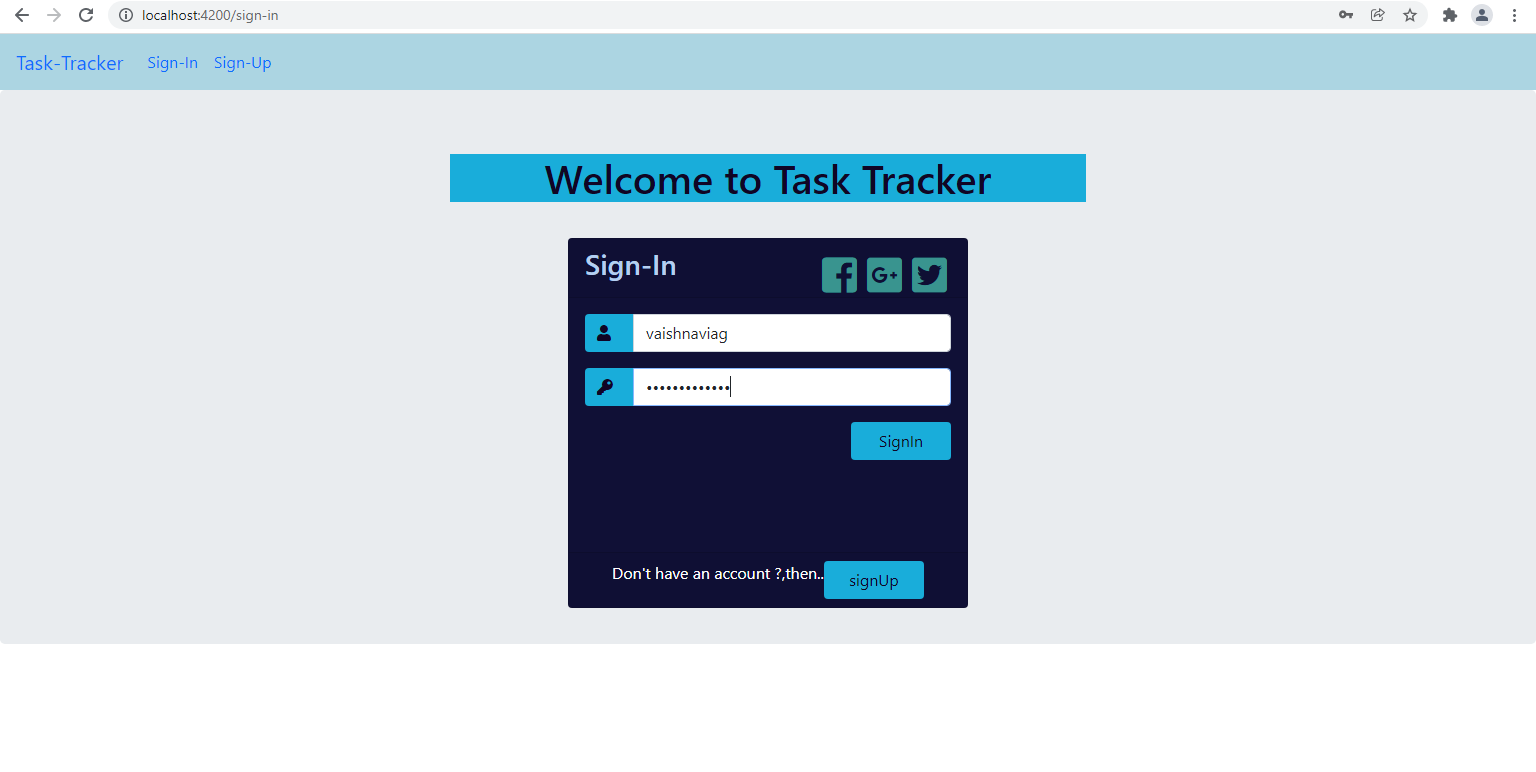 localhost:4200/sign-in
Task-Tracker Sign-In Sign-Up
Welcome to Task Tracker
Sign-In
G+
vaishnaviag
•••••••••••••
SignIn
Don't have an account ?,then.. signUp